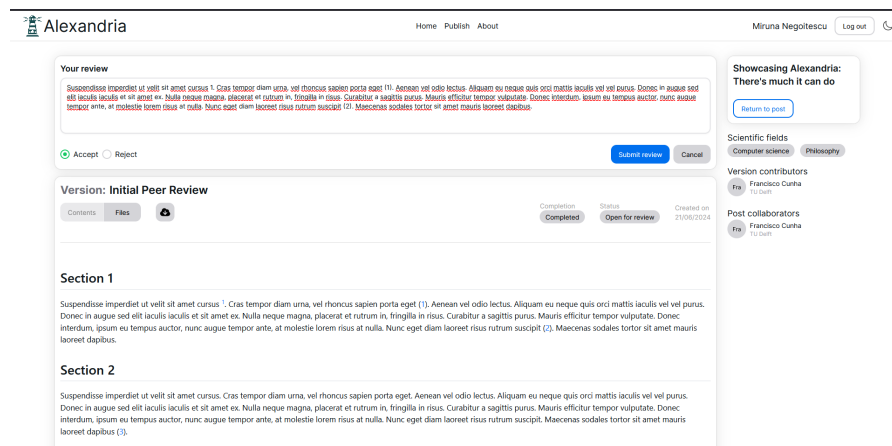 Alexandria
Home Publish About
Miruna Negoitescu
Log out
Your review
Suspendisse imperdiet ut velit sit amet cursus 1. Cras tempor diam urna, vel rhoncus sapien porta eget (1). Aenean vel odio lectus. Aliquam eu neque quis orci mattis iaculis vel vel purus. Donec in augue sed
elit iaculis iaculis et sit amet ex. Nulla neque magna, placerat et rutrum in, fringilla in risus. Curabitur a sagittis purus. Mauris efficitur tempor vulputate. Donec interdum, ipsum eu tempus auctor, nunc augue
tempor ante, at molestie lorem risus at nulla. Nunc eget diam laoreet risus rutrum suscipit (2). Maecenas sodales tortor sit amet mauris laoreet dapibus.
Accept Reject
Submit review
Cancel
Version: Initial Peer Review
Contents Files
Completion
Completed
Status
Open for review
Created on
21/06/2024
Section 1
Suspendisse imperdiet ut velit sit amet cursus 1. Cras tempor diam urna, vel rhoncus sapien porta eget (1). Aenean vel odio lectus. Aliquam eu neque quis orci mattis iaculis vel vel purus.
Donec in augue sed elit iaculis iaculis et sit amet ex. Nulla neque magna, placerat et rutrum in, fringilla in risus. Curabitur a sagittis purus. Mauris efficitur tempor vulputate. Donec
interdum, ipsum eu tempus auctor, nunc augue tempor ante, at molestie lorem risus at nulla. Nunc eget diam laoreet risus rutrum suscipit (2). Maecenas sodales tortor sit amet mauris
laoreet dapibus.
Section 2
Suspendisse imperdiet ut velit sit amet cursus. Cras tempor diam urna, vel rhoncus sapien porta eget. Aenean vel odio lectus. Aliquam eu neque quis orci mattis iaculis vel vel purus.
Donec in augue sed elit iaculis iaculis et sit amet ex. Nulla neque magna, placerat et rutrum in, fringilla in risus. Curabitur a sagittis purus. Mauris efficitur tempor vulputate. Donec
interdum, ipsum eu tempus auctor, nunc augue tempor ante, at molestie lorem risus at nulla. Nunc eget diam laoreet risus rutrum suscipit. Maecenas sodales tortor sit amet mauris
laoreet dapibus (3).
Showcasing Alexandria:
There's much it can do
Return to post
Scientific fields
Computer science Philosophy
Version contributors
Fra
Francisco Cunha
TU Delft
Post collaborators
Fra
Francisco Cunha
TU Delft